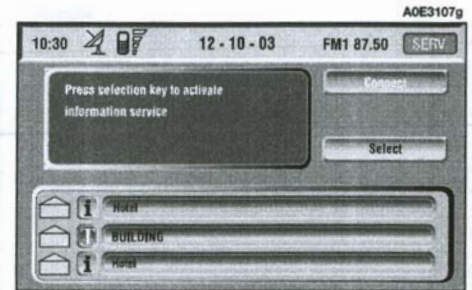 A0E3107g
10:30 12 - 10 - 03 FM1 87.50 SERV
Press selection key to activate
information service
Connect
Select
i Hotel
BUILDING
i Hotel